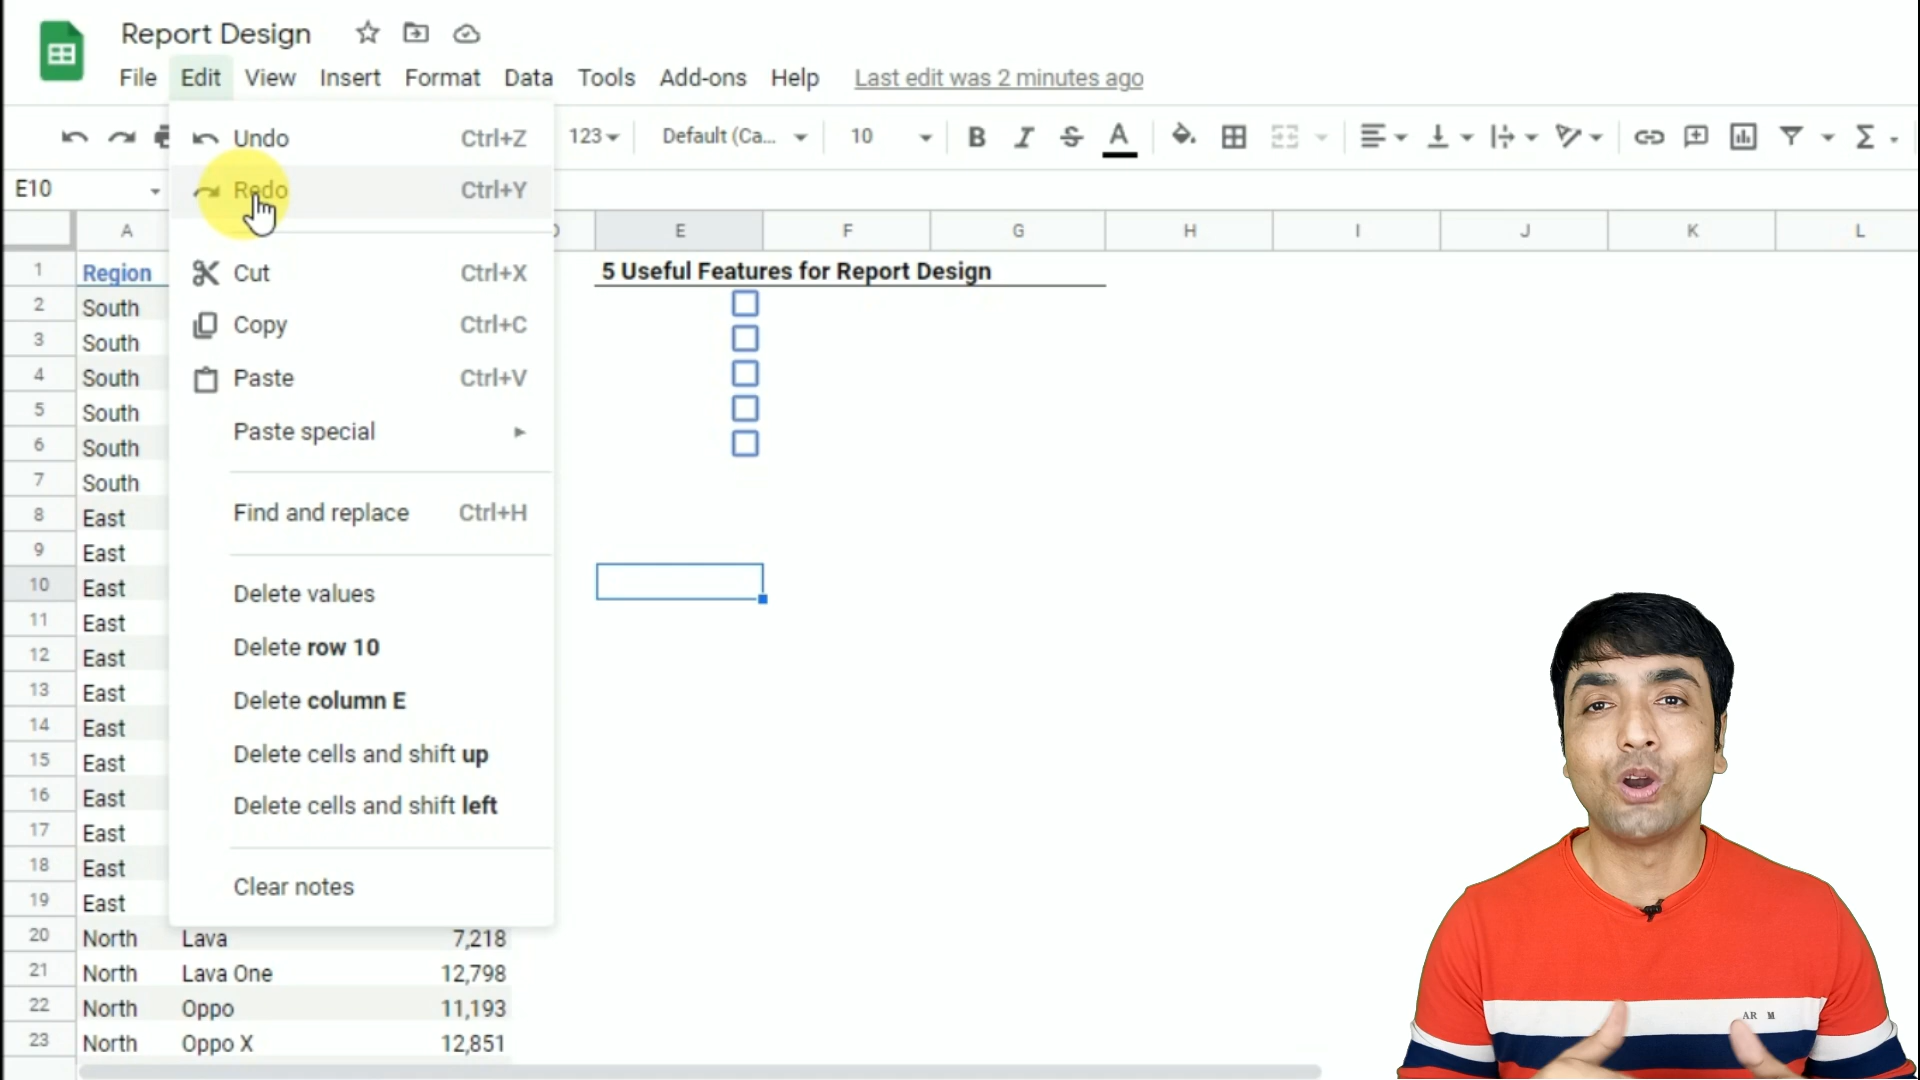 Report Design
File Edit View Insert Format Data Tools Add-ons Help Last edit was 2 minutes ago
123 Default (Ca... 10 B I S A
E10
A E F G H I J K L
Undo Ctrl+Z
Redo Ctrl+Y
Cut Ctrl+X
Copy Ctrl+C
Paste Ctrl+V
Paste special
Find and replace Ctrl+H
Delete values
Delete row 10
Delete column E
Delete cells and shift up
Delete cells and shift left
Clear notes
1 Region 5 Useful Features for Report Design
2 South
3 South
4 South
5 South
6 South
7 South
8 East
9 East
10 East
11 East
12 East
13 East
14 East
15 East
16 East
17 East
18 East
19 East
20 North Lava 7,218
21 North Lava One 12,798
22 North Oppo 11,193
23 North Oppo X 12,851
AR M